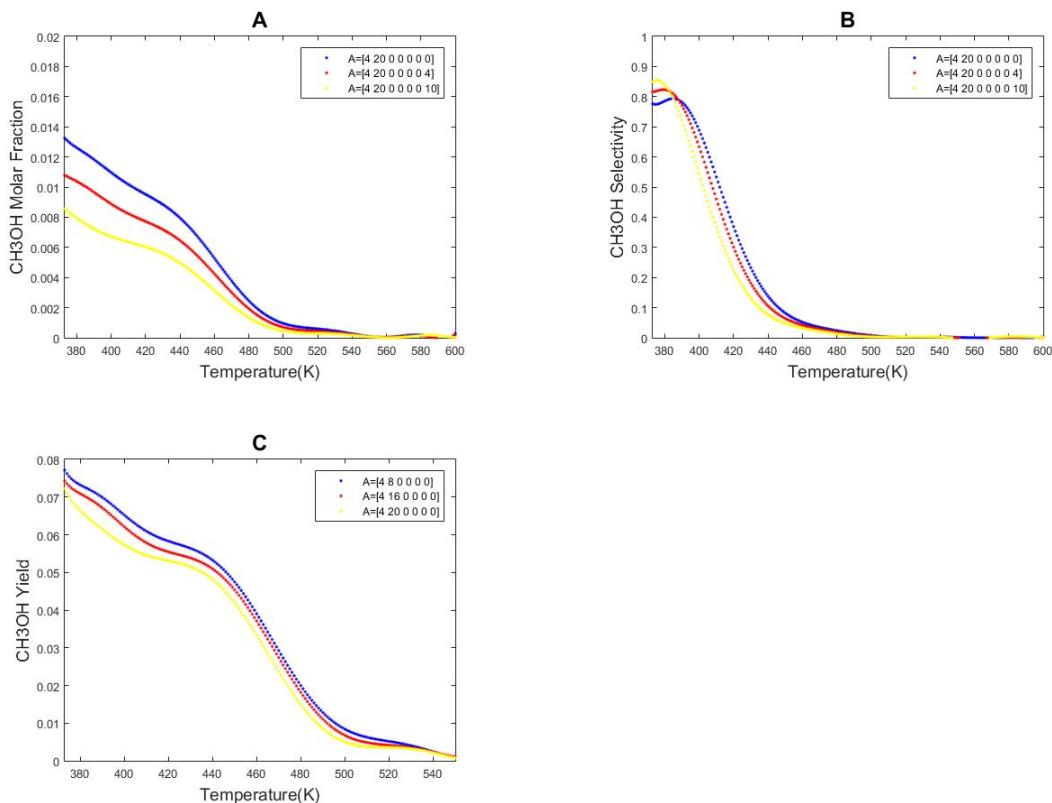 A
CH3OH Molar Fraction
0.02
0.018
0.016
0.014
0.012
0.01
0.008
0.006
0.004
0.002
0
A=[4 20 0 0 0 0 0]
A=[4 20 0 0 0 0 4]
A=[4 20 0 0 0 0 10]
380 400 420 440 460 480 500 520 540 560 580 600
Temperature(K)
B
CH3OH Selectivity
1
0.9
0.8
0.7
0.6
0.5
0.4
0.3
0.2
0.1
0
A=[4 20 0 0 0 0 0]
A=[4 20 0 0 0 0 4]
A=[4 20 0 0 0 0 10]
380 400 420 440 460 480 500 520 540 560 580 600
Temperature(K)
C
CH3OH Yield
0.08
0.07
0.06
0.05
0.04
0.03
0.02
0.01
0
A=[4 8 0 0 0 0]
A=[4 16 0 0 0 0]
A=[4 20 0 0 0 0]
380 400 420 440 460 480 500 520 540
Temperature(K)